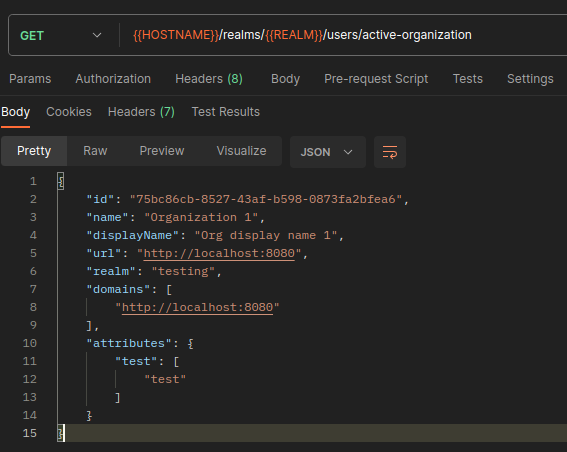 GET {{HOSTNAME}}/realms/{{REALM}}/users/active-organization
Params Authorization Headers (8) Body Pre-request Script Tests Settings
Body Cookies Headers (7) Test Results
Pretty Raw Preview Visualize JSON
1 {
2 "id": "75bc86cb-8527-43af-b598-0873fa2bfea6",
3 "name": "Organization 1",
4 "displayName": "Org display name 1",
5 "url": "http://localhost:8080",
6 "realm": "testing",
7 "domains": [
8 "http://localhost:8080"
9 ],
10 "attributes": {
11 "test": [
12 "test"
13 ]
14 }
15 }